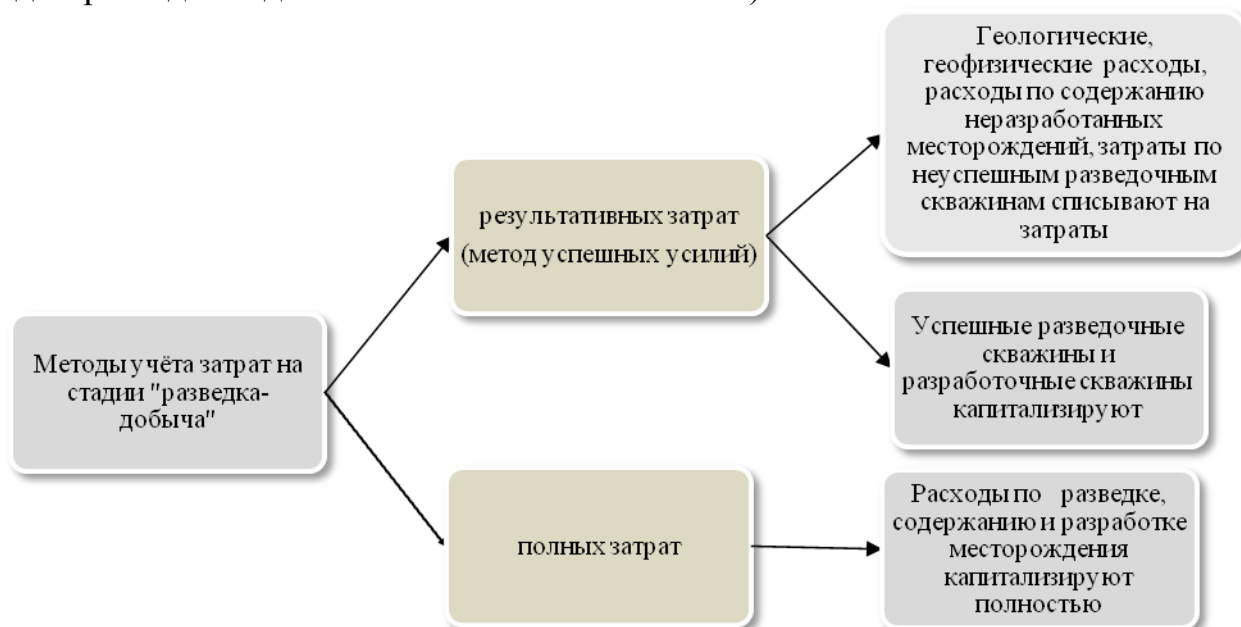 Геологические,
геофизические расходы,
расходы по содержанию
неразработанных
месторождений, затраты по
неуспешным разведочным
скважинам списывают на
затраты
результативных затрат
(метод успешных усилий)
Успешные разведочные
скважины и
разработочные скважины
капитализируют
Методы учёта затрат на
стадии "разведка-
добыча"
полных затрат
Расходы по разведке,
содержанию и разработке
месторождения
капитализируют
полностью